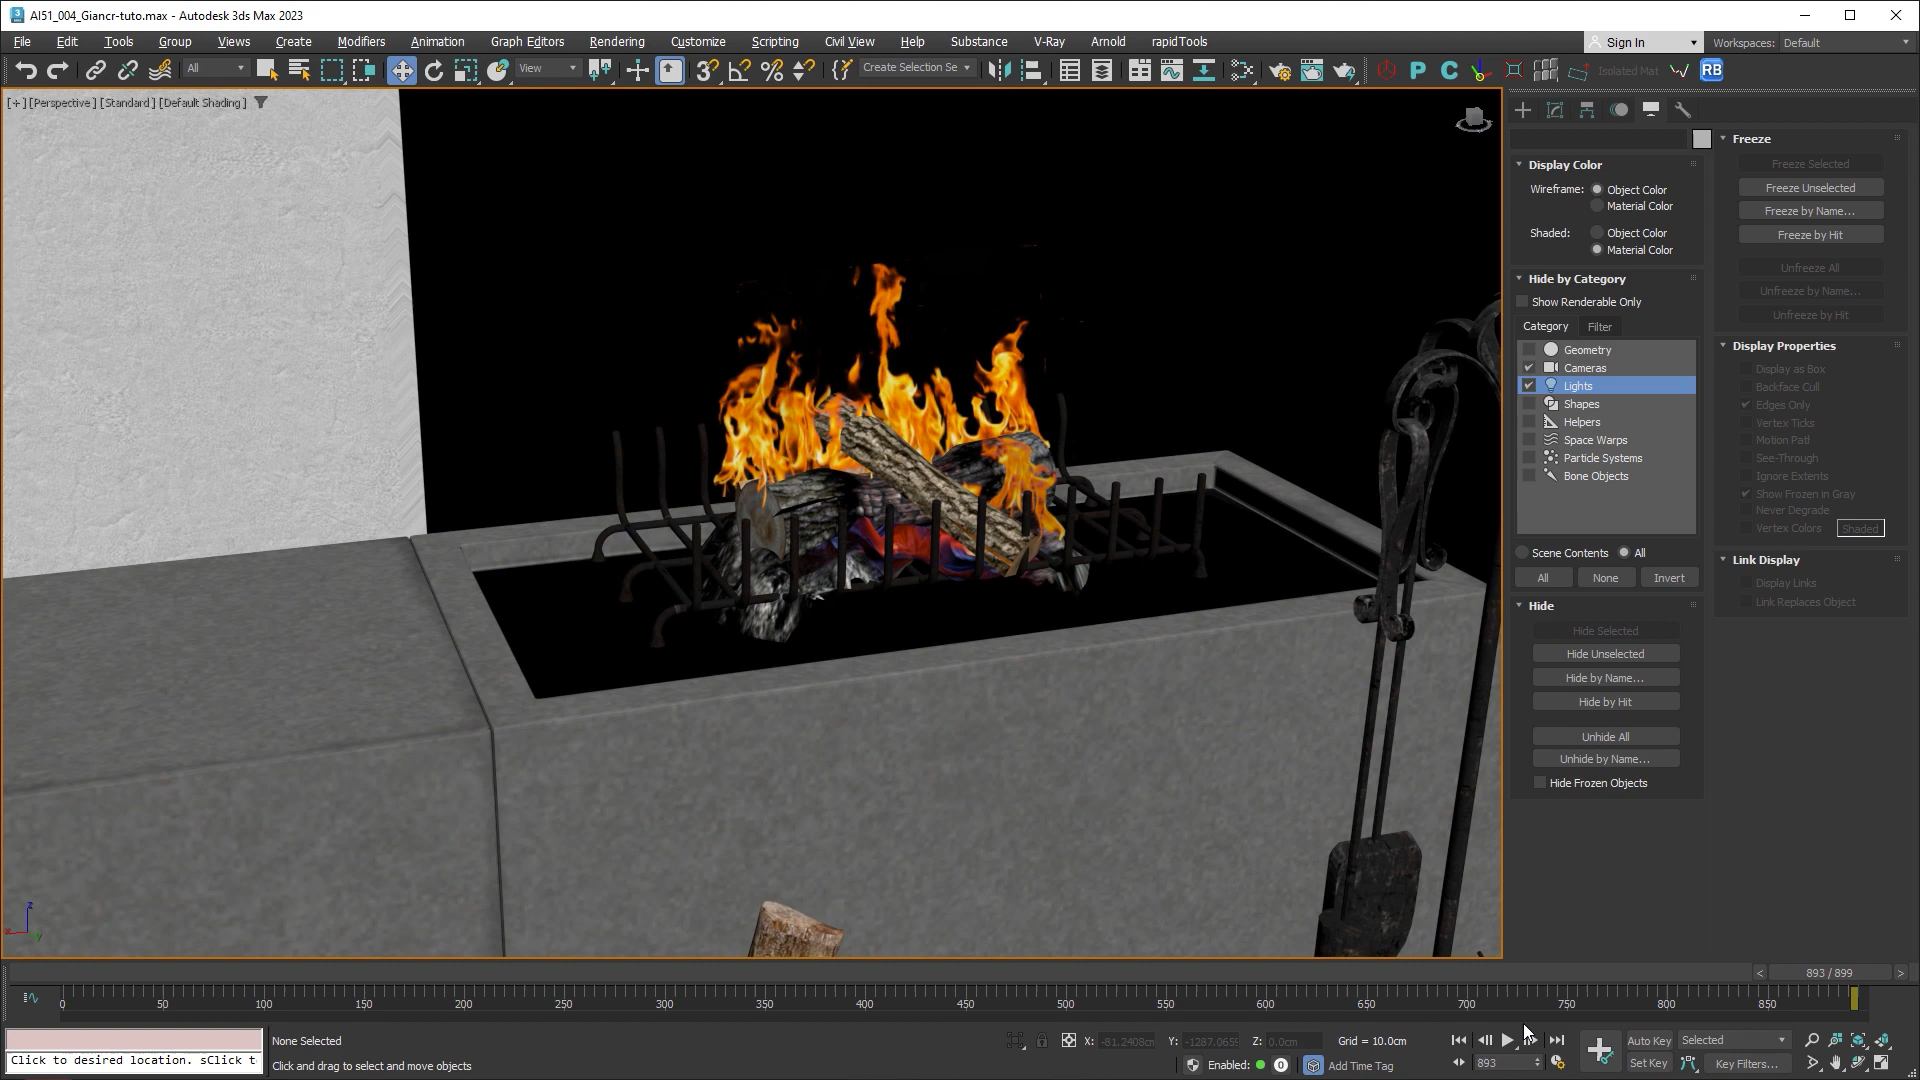 AI51_004_Giancr-tuto.max - Autodesk 3ds Max 2023
File Edit Tools Group Views Create Modifiers Animation Graph Editors Rendering Customize Scripting Civil View Help Substance V-Ray Arnold rapidTools Sign In Workspaces: Default
All View Create Selection Se Isolated Mat RB
[+] [Perspective] [Standard] [Default Shading]
Display Color
Wireframe: Object Color
Material Color
Shaded: Object Color
Material Color
Hide by Category
Show Renderable Only
Category Filter
Geometry
Cameras
Lights
Shapes
Helpers
Space Warps
Particle Systems
Bone Objects
Scene Contents All
All None Invert
Hide
Hide Selected
Hide Unselected
Hide by Name...
Hide by Hit
Unhide All
Unhide by Name...
Hide Frozen Objects
Freeze
Freeze Selected
Freeze Unselected
Freeze by Name...
Freeze by Hit
Unfreeze All
Unfreeze by Name...
Unfreeze by Hit
Display Properties
Display as Box
Backface Cull
Edges Only
Vertex Ticks
Motion Path
See-Through
Ignore Extents
Show Frozen in Gray
Never Degrade
Vertex Colors Shaded
Link Display
Display Links
Link Replaces Object
z
x y
< 893 / 899 >
0 50 100 150 200 250 300 350 400 450 500 550 600 650 700 750 800 850
None Selected X: -81.2408cm Y: -1287.065 Z: 0.0cm Grid = 10.0cm Auto Key Selected
Click to desired location. sClick t
Click and drag to select and move objects Enabled: 0 Add Time Tag 893 Set Key Key Filters...